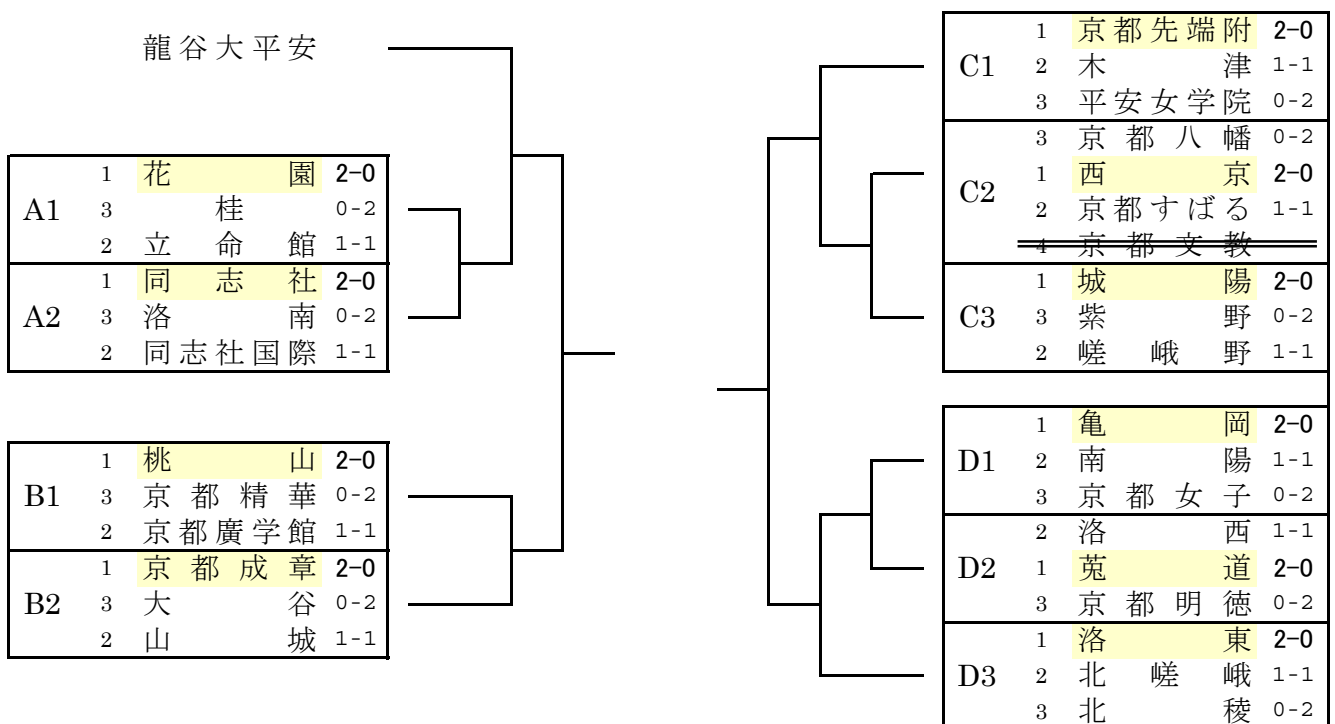 龍谷大平安
A1
1 花園 2-0
3 桂 0-2
2 立命館 1-1
A2
1 同志社 2-0
3 洛南 0-2
2 同志社国際 1-1
B1
1 桃山 2-0
3 京都精華 0-2
2 京都廣学館 1-1
B2
1 京都成章 2-0
3 大谷 0-2
2 山城 1-1
C1
1 京都先端附 2-0
2 木津 1-1
3 平安女学院 0-2
C2
3 京都八幡 0-2
1 西京 2-0
2 京都すばる 1-1
4 京都文教
C3
1 城陽 2-0
3 紫野 0-2
2 嵯峨野 1-1
D1
1 亀岡 2-0
2 南陽 1-1
3 京都女子 0-2
D2
2 洛西 1-1
1 莵道 2-0
3 京都明徳 0-2
D3
1 洛東 2-0
2 北嵯峨 1-1
3 北稜 0-2